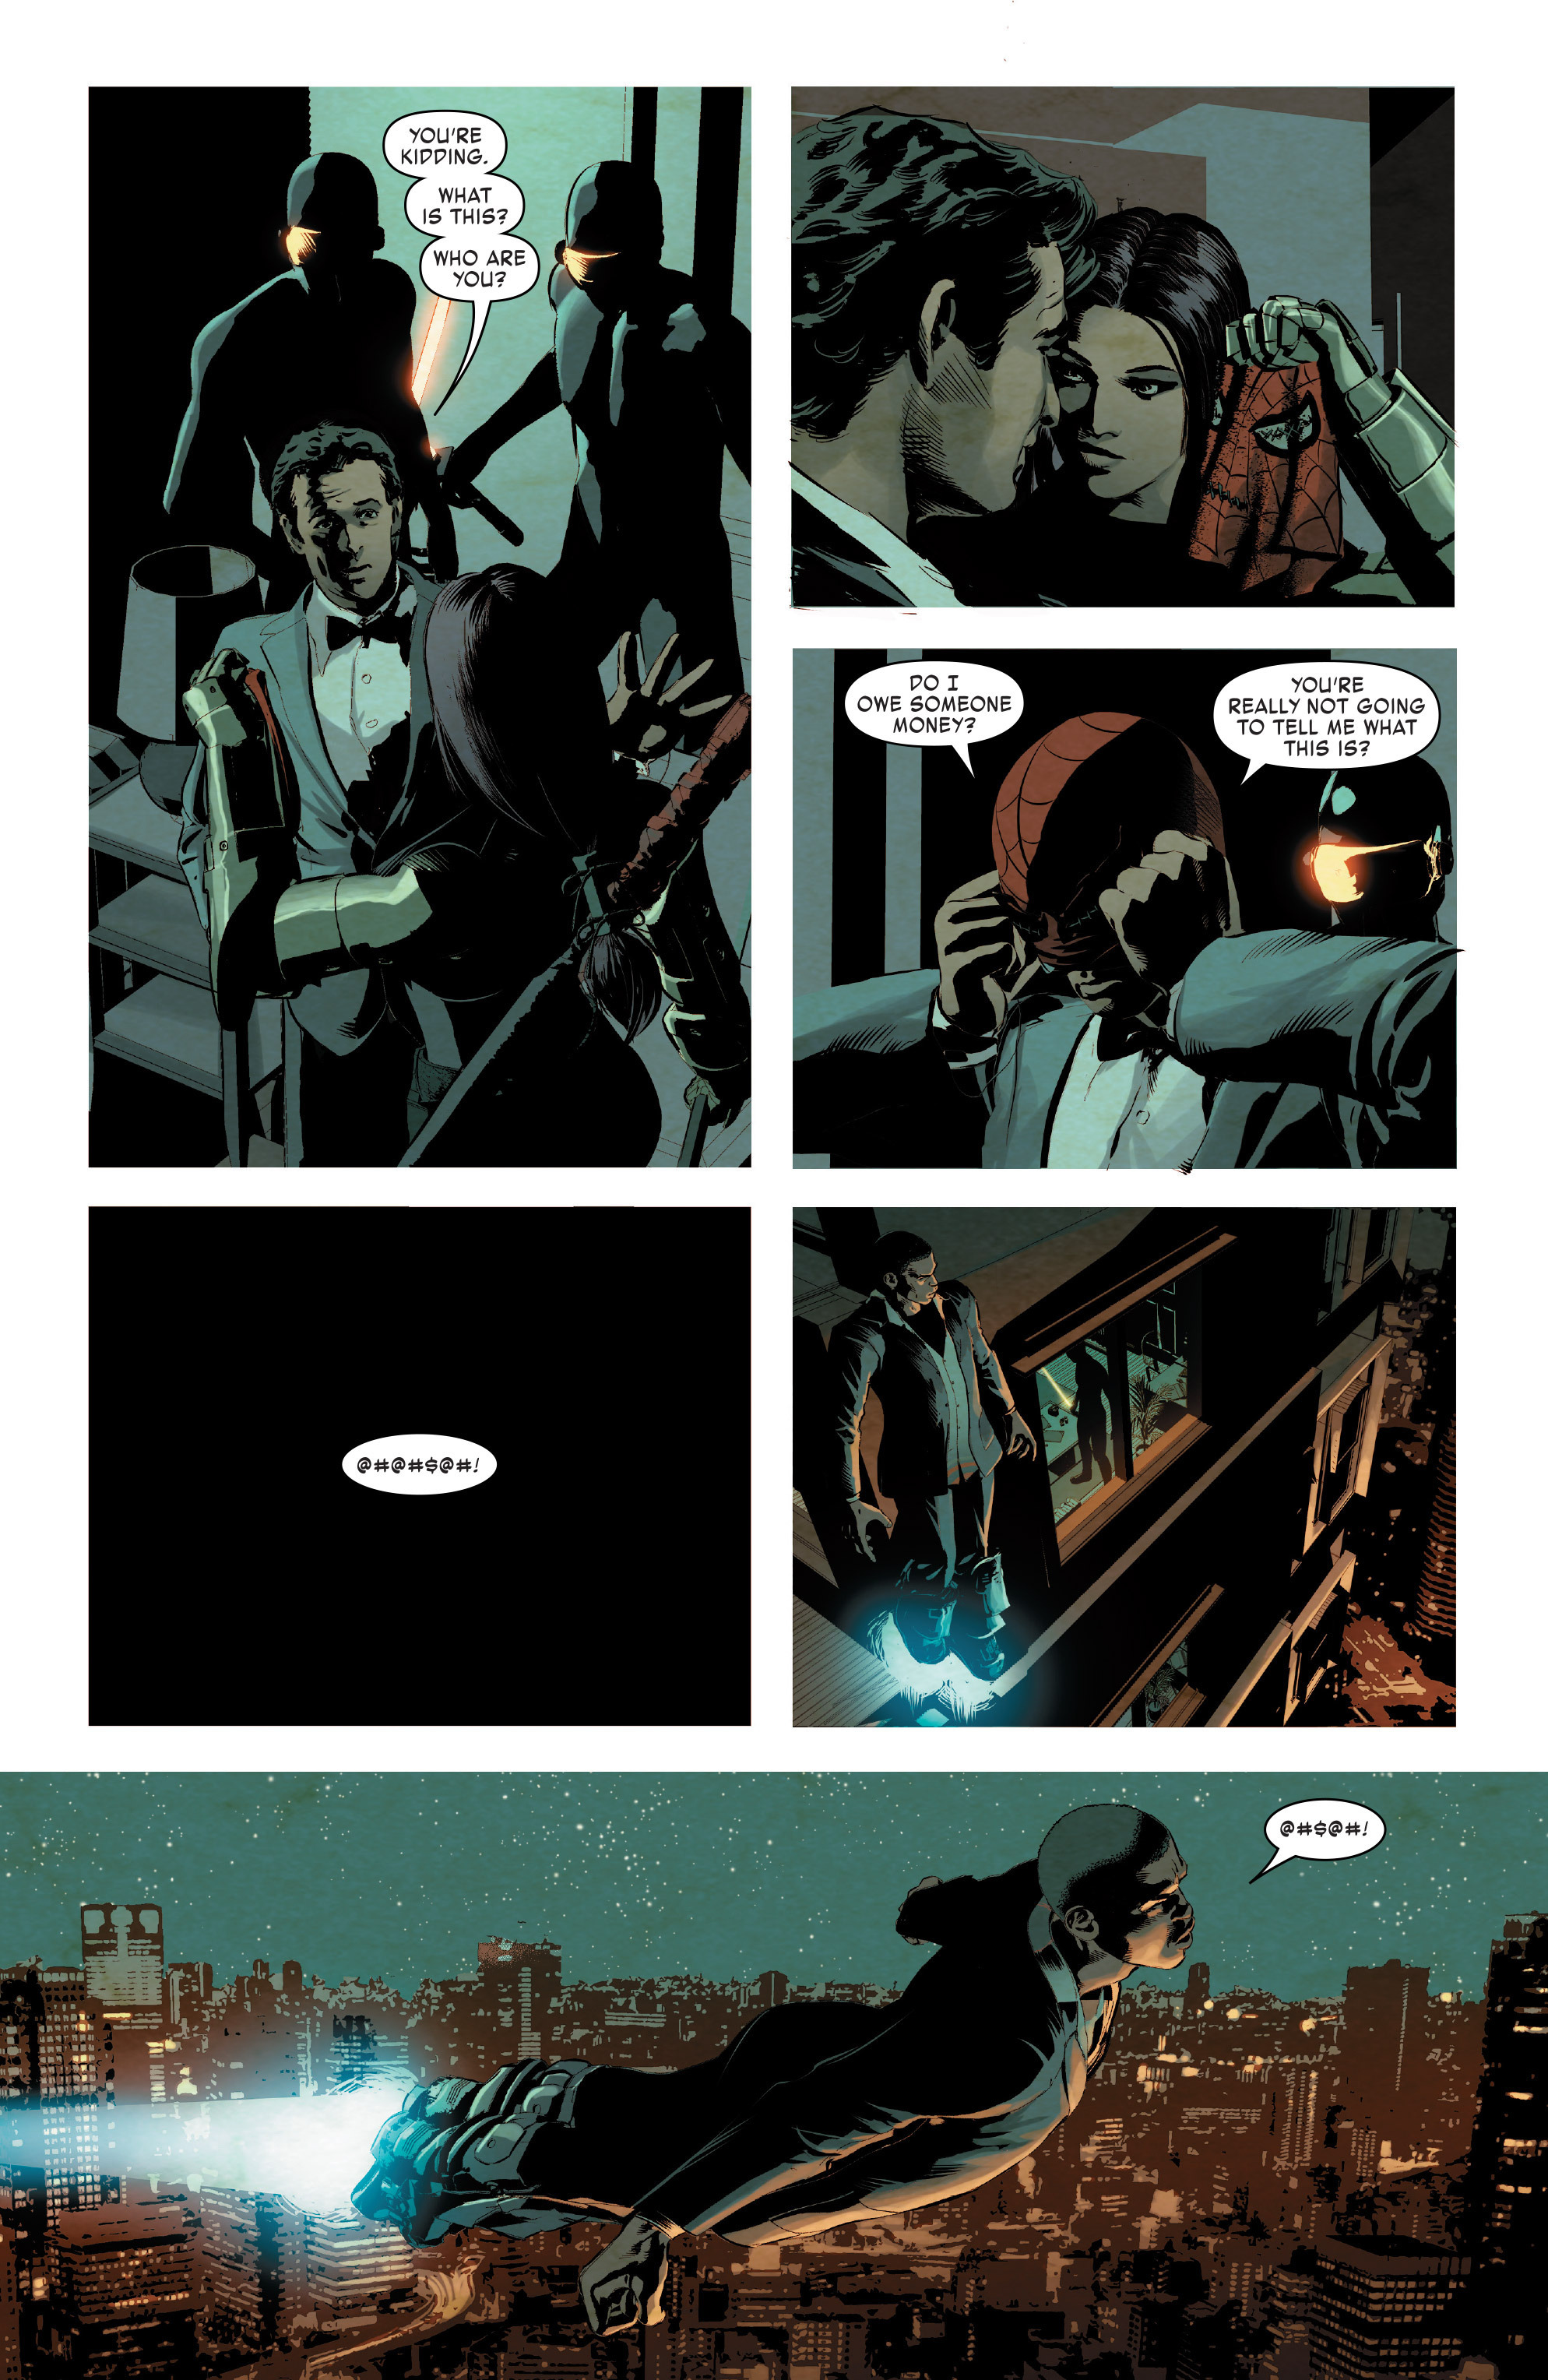 YOU'RE
KIDDING.
WHAT
IS THIS?
WHO ARE
YOU?
DO I
OWE SOMEONE
MONEY?
YOU'RE
REALLY NOT GOING
TO TELL ME WHAT
THIS IS?
@#@#$@#!
@#$@#!